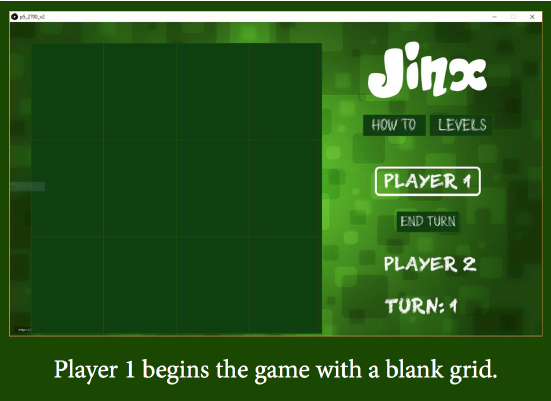 p5_2700_v2
Jinx
HOW TO
LEVELS
PLAYER 1
END TURN
PLAYER 2
TURN: 1
Player 1 begins the game with a blank grid.